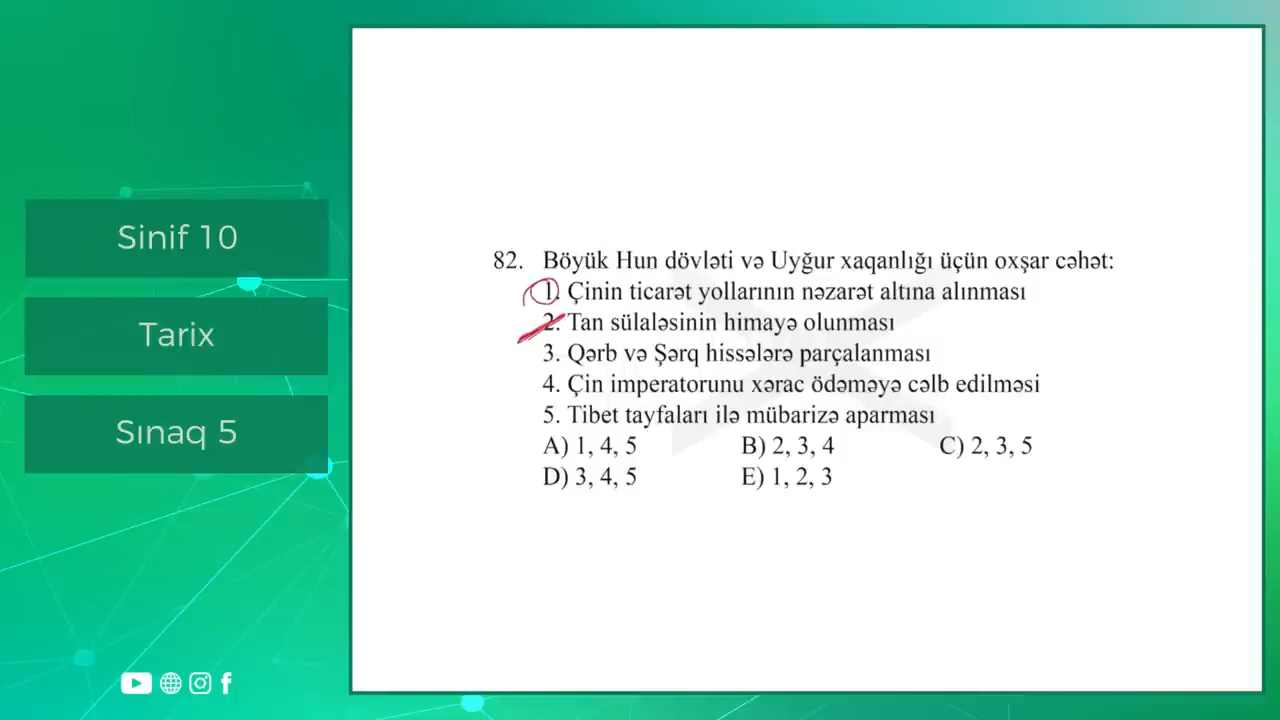 Sinif 10
Tarix
Sınaq 5
82. Böyük Hun dövləti və Uyğur xaqanlığı üçün oxşar cəhət:
1. Çinin ticarət yollarının nəzarət altına alınması
2. Tan sülaləsinin himayə olunması
3. Qərb və Şərq hissələrə parçalanması
4. Çin imperatorunu xərac ödəməyə cəlb edilməsi
5. Tibet tayfaları ilə mübarizə aparması
A) 1, 4, 5 B) 2, 3, 4 C) 2, 3, 5
D) 3, 4, 5 E) 1, 2, 3